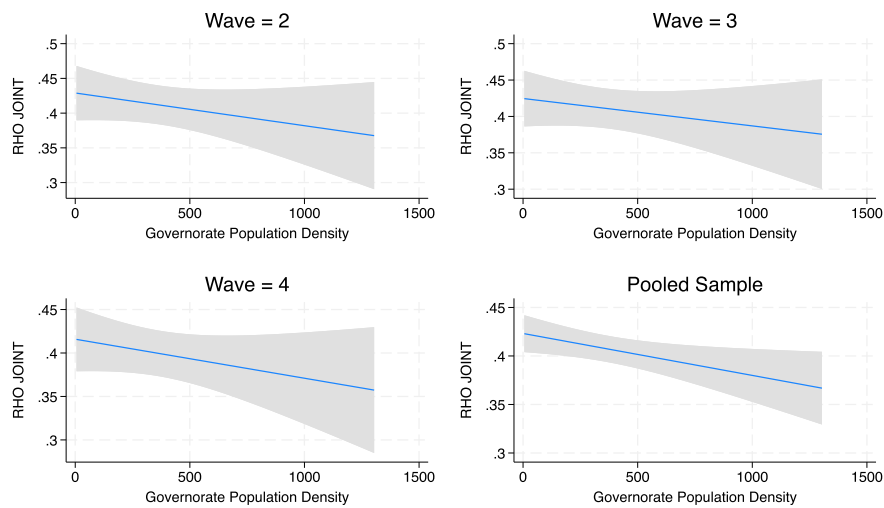 Wave = 2
.5
.45
.4
.35
.3
RHO JOINT
0 500 1000 1500
Governorate Population Density
Wave = 3
.5
.45
.4
.35
.3
RHO JOINT
0 500 1000 1500
Governorate Population Density
Wave = 4
.45
.4
.35
.3
RHO JOINT
0 500 1000 1500
Governorate Population Density
Pooled Sample
.45
.4
.35
.3
RHO JOINT
0 500 1000 1500
Governorate Population Density